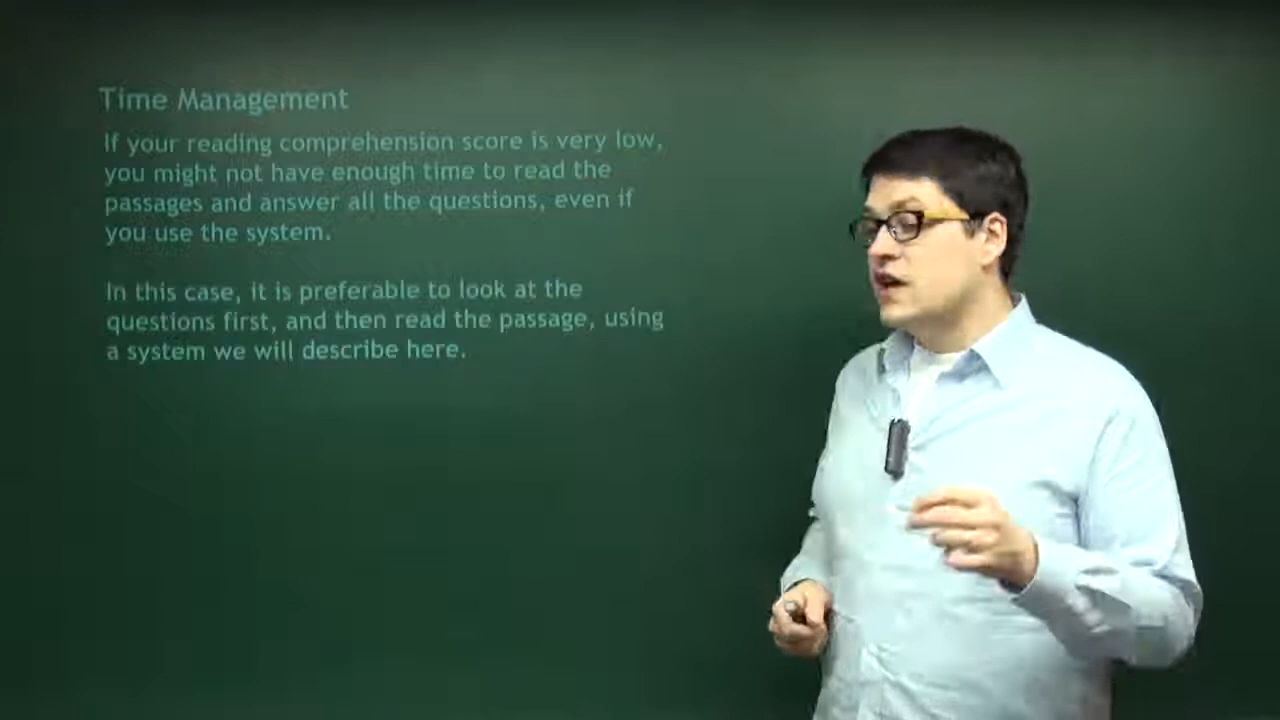 Time Management
If your reading comprehension score is very low,
you might not have enough time to read the
passages and answer all the questions, even if
you use the system.
In this case, it is preferable to look at the
questions first, and then read the passage, using
a system we will describe here.